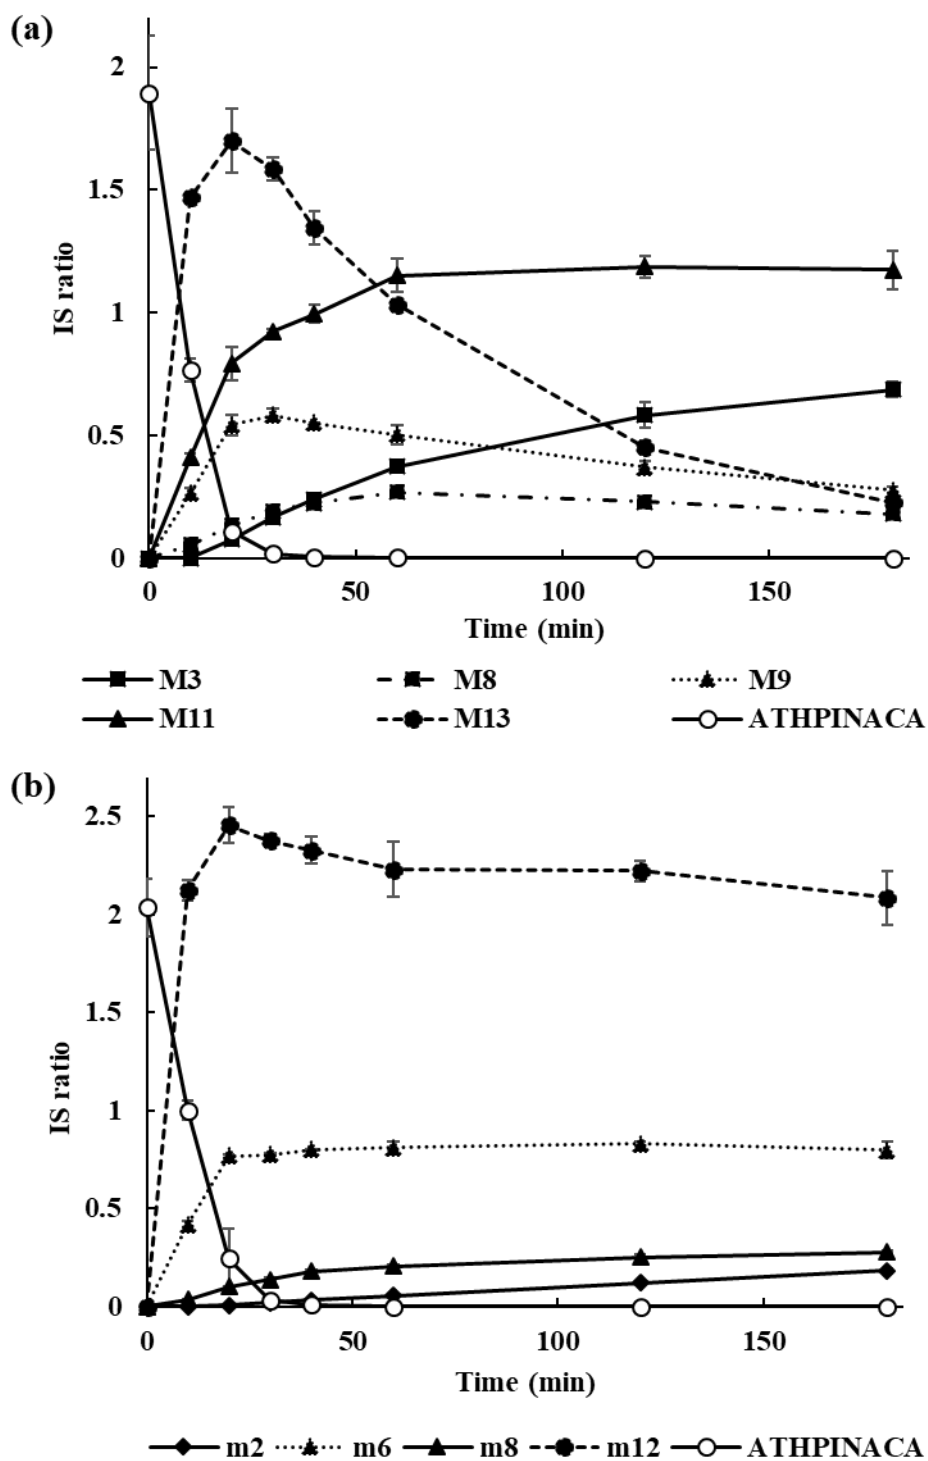 (a)
2
1.5
1
0.5
0
IS ratio
0 50 100 150
Time (min)
M3 M8 M9
M11 M13 ATHPINACA
(b)
2.5
2
1.5
1
0.5
0
IS ratio
0 50 100 150
Time (min)
m2 m6 m8 m12 ATHPINACA